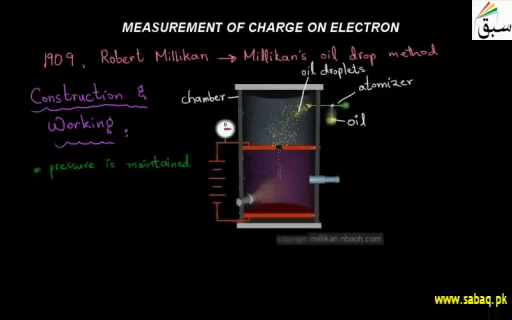 MEASUREMENT OF CHARGE ON ELECTRON
سبق
1909, Robert Millikan → Millikan's oil drop method
oil droplets
atomizer
Construction &
Working :
chamber
oil
* pressure is maintained
copyright: millikan.nbaoh.com
www.sabaq.pk